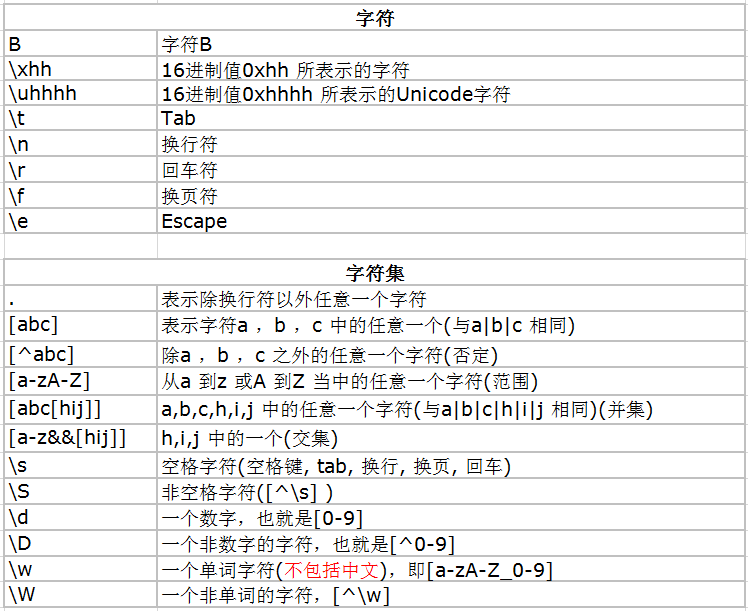 字符
B 字符B
\xhh 16进制值0xhh 所表示的字符
\uhhhh 16进制值0xhhhh 所表示的Unicode字符
\t Tab
\n 换行符
\r 回车符
\f 换页符
\e Escape
字符集
. 表示除换行符以外任意一个字符
[abc] 表示字符a ，b ，c 中的任意一个(与a|b|c 相同)
[^abc] 除a ，b ，c 之外的任意一个字符(否定)
[a-zA-Z] 从a 到z 或A 到Z 当中的任意一个字符(范围)
[abc[hij]] a,b,c,h,i,j 中的任意一个字符(与a|b|c|h|i|j 相同)(并集)
[a-z&&[hij]] h,i,j 中的一个(交集)
\s 空格字符(空格键, tab, 换行, 换页, 回车)
\S 非空格字符([^\s] )
\d 一个数字，也就是[0-9]
\D 一个非数字的字符，也就是[^0-9]
\w 一个单词字符(不包括中文)，即[a-zA-Z_0-9]
\W 一个非单词的字符，[^\w]